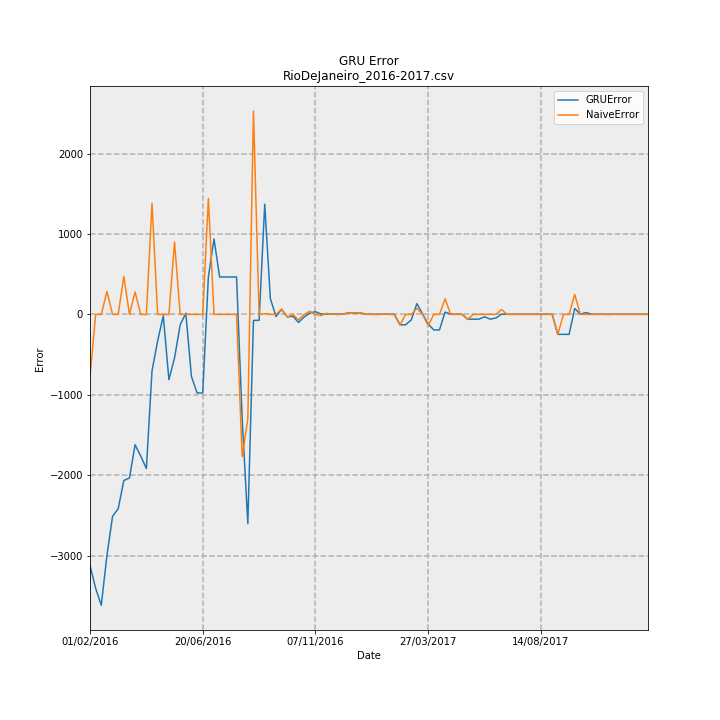 GRU Error
RioDeJaneiro_2016-2017.csv
GRUError
NaiveError
2000
1000
0
−1000
−2000
−3000
Error
01/02/2016 20/06/2016 07/11/2016 27/03/2017 14/08/2017
Date